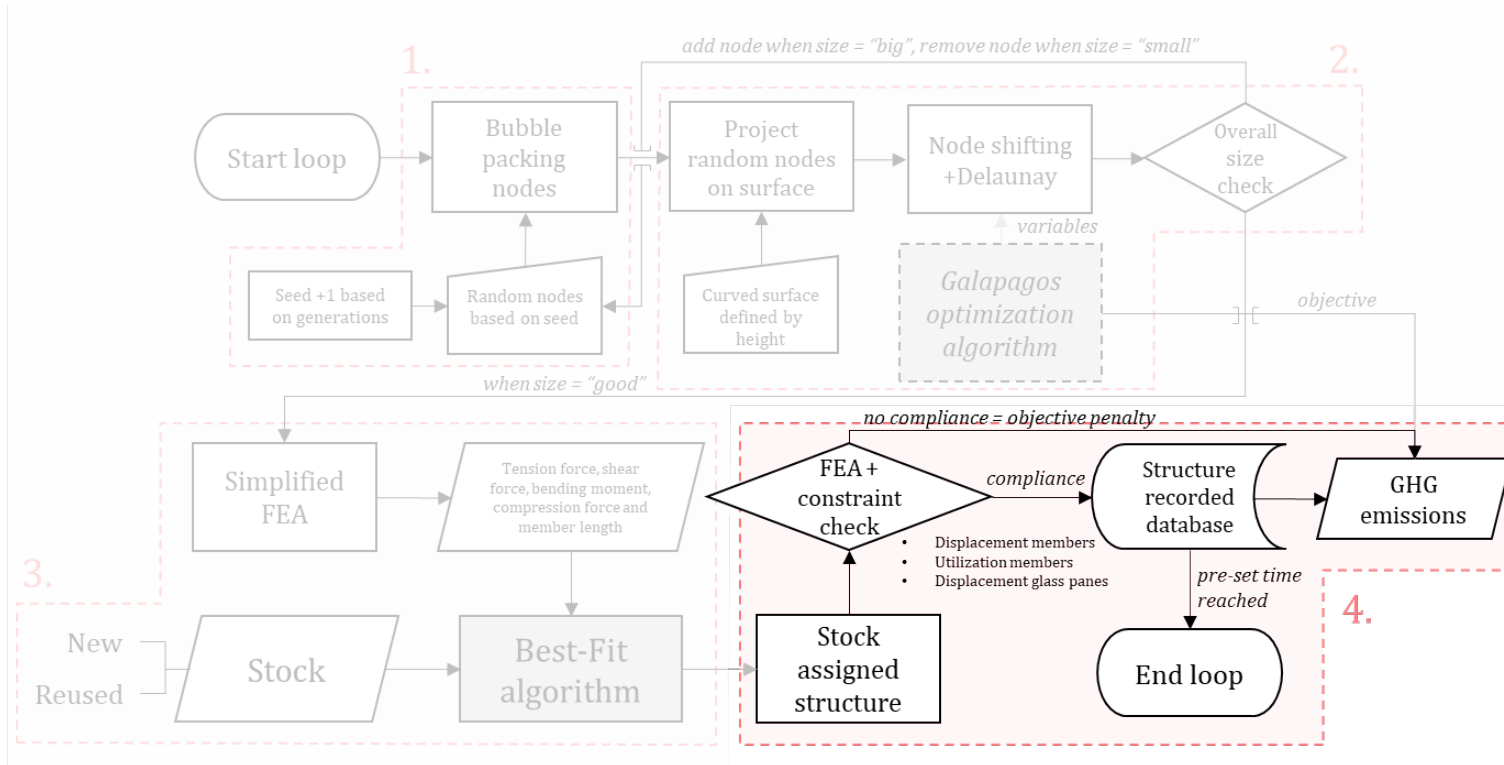 add node when size = “big”, remove node when size = “small”
1.
2.
Start loop
Bubble
packing
nodes
Project
random nodes
on surface
Node shifting
+Delaunay
Overall
size
check
variables
Seed +1 based
on generations
Random nodes
based on seed
Curved surface
defined by
height
Galapagos
optimization
algorithm
objective
when size = “good”
no compliance = objective penalty
Simplified
FEA
Tension force, shear
force, bending moment,
compression force and
member length
FEA +
constraint
check
compliance
Structure
recorded
database
GHG
emissions
• Displacement members
• Utilization members
• Displacement glass panes
pre-set time
reached
3.
4.
New
Reused
Stock
Best-Fit
algorithm
Stock
assigned
structure
End loop